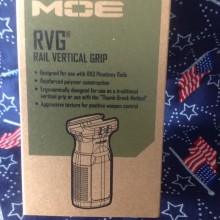 MOE
RVG®
RAIL VERTICAL GRIP
• Designed for use with 1913 Picatinny Rails
• Reinforced polymer construction
• Ergonomically designed for use as a traditional
vertical grip or use with the "Thumb Break Method"
• Aggressive texture for positive weapon control